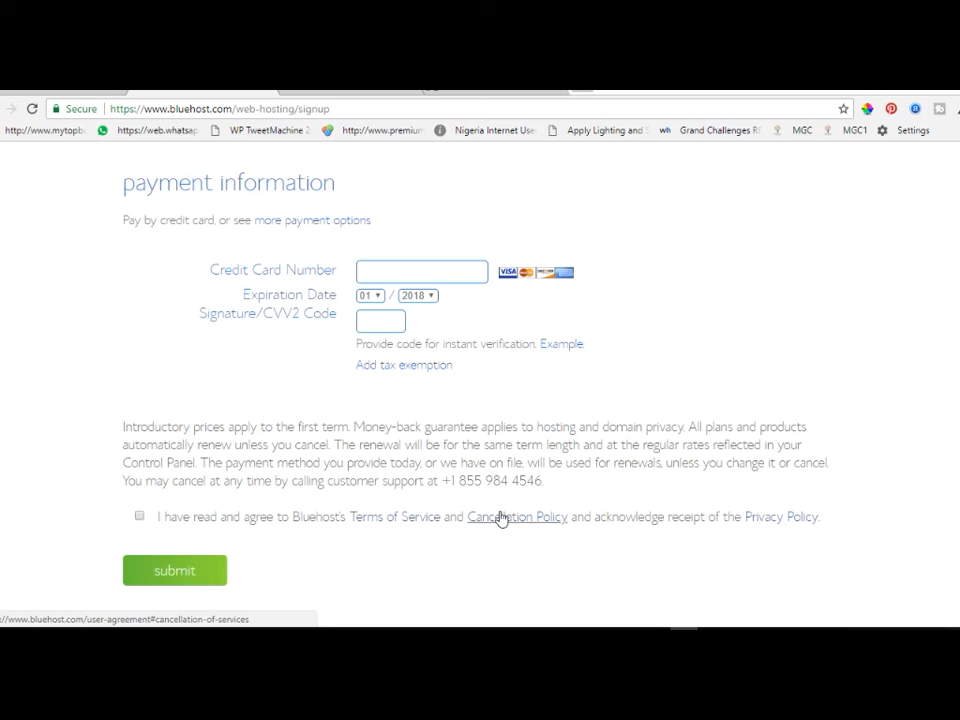 Secure https://www.bluehost.com/web-hosting/signup
http://www.mytopb https://web.whatsap WP TweetMachine 2 http://www.premium Nigeria Internet Use Apply Lighting and S wh Grand Challenges RF MGC MGC1 Settings
payment information
Pay by credit card, or see more payment options
Credit Card Number VISA
Expiration Date 01 / 2018
Signature/CVV2 Code
Provide code for instant verification. Example.
Add tax exemption
Introductory prices apply to the first term. Money-back guarantee applies to hosting and domain privacy. All plans and products
automatically renew unless you cancel. The renewal will be for the same term length and at the regular rates reflected in your
Control Panel. The payment method you provide today, or we have on file, will be used for renewals, unless you change it or cancel.
You may cancel at any time by calling customer support at +1 855 984 4546.
I have read and agree to Bluehost's Terms of Service and Cancellation Policy and acknowledge receipt of the Privacy Policy.
submit
//www.bluehost.com/user-agreement#cancellation-of-services